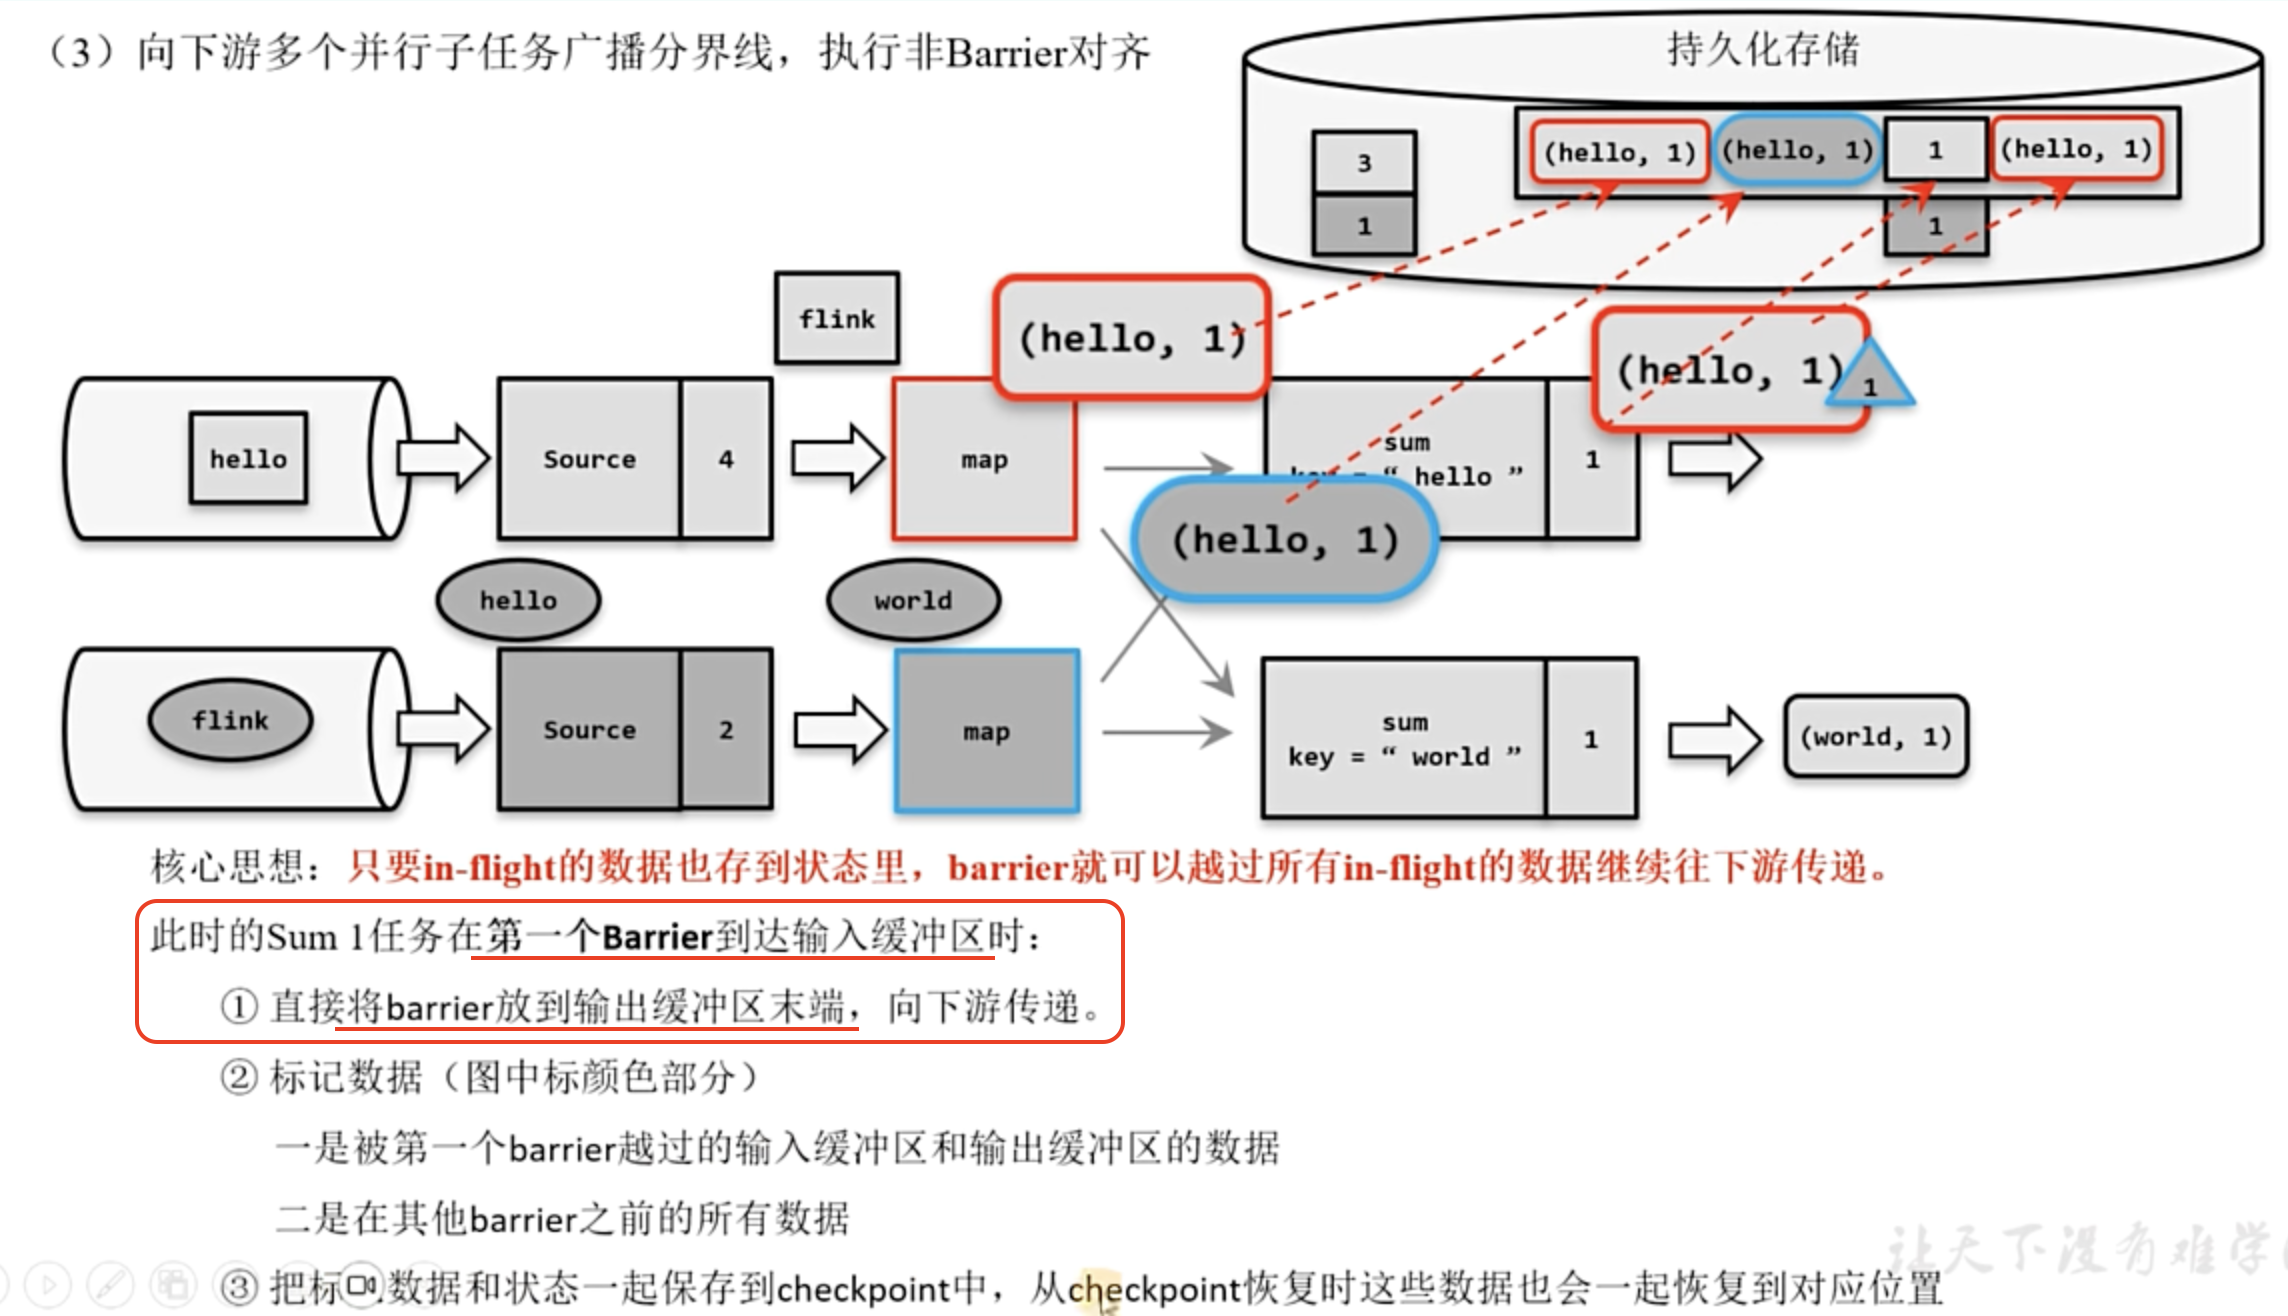 （3）向下游多个并行子任务广播分界线，执行非Barrier对齐
持久化存储
3
(hello, 1)
(hello, 1)
1
(hello, 1)
1
1
flink
(hello, 1)
(hello, 1)
1
hello
Source
4
map
sum
key = “ hello ”
1
(hello, 1)
hello
world
flink
Source
2
map
sum
key = “ world ”
1
(world, 1)
核心思想：只要in-flight的数据也存到状态里，barrier就可以越过所有in-flight的数据继续往下游传递。
此时的Sum 1任务在第一个Barrier到达输入缓冲区时：
① 直接将barrier放到输出缓冲区末端，向下游传递。
② 标记数据（图中标颜色部分）
一是被第一个barrier越过的输入缓冲区和输出缓冲区的数据
二是在其他barrier之前的所有数据
③ 把标 数据和状态一起保存到checkpoint中，从checkpoint恢复时这些数据也会一起恢复到对应位置
让天下没有难学